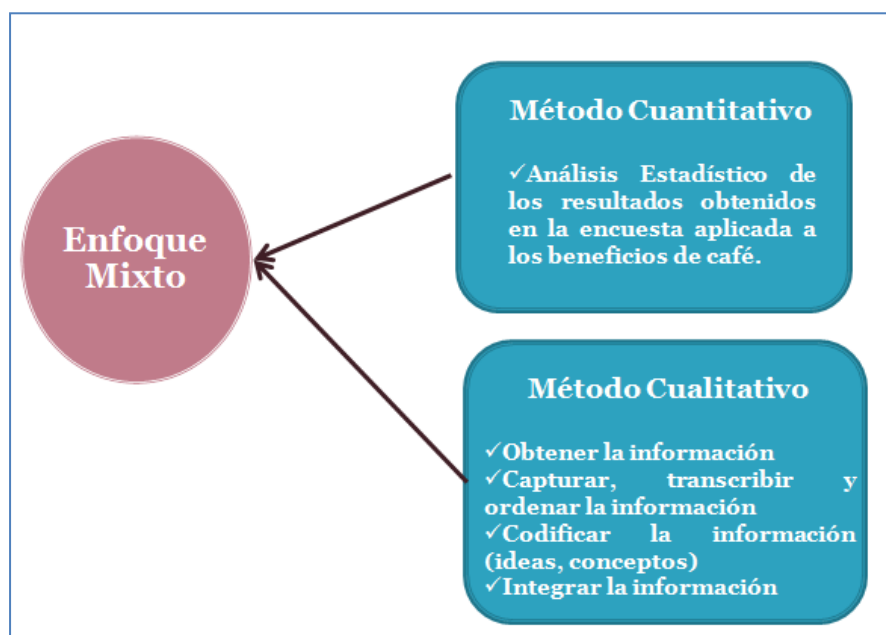 Enfoque
Mixto
Método Cuantitativo
✓Análisis Estadístico de
los resultados obtenidos
en la encuesta aplicada a
los beneficios de café.
Método Cualitativo
✓Obtener la información
✓Capturar, transcribir y
ordenar la información
✓Codificar la información
(ideas, conceptos)
✓Integrar la información